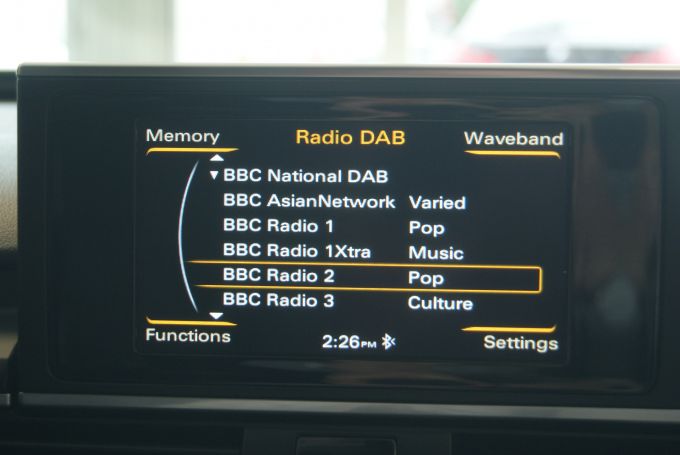 Memory Radio DAB Waveband
BBC National DAB
BBC AsianNetwork Varied
BBC Radio 1 Pop
BBC Radio 1Xtra Music
BBC Radio 2 Pop
BBC Radio 3 Culture
Functions 2:26PM Settings